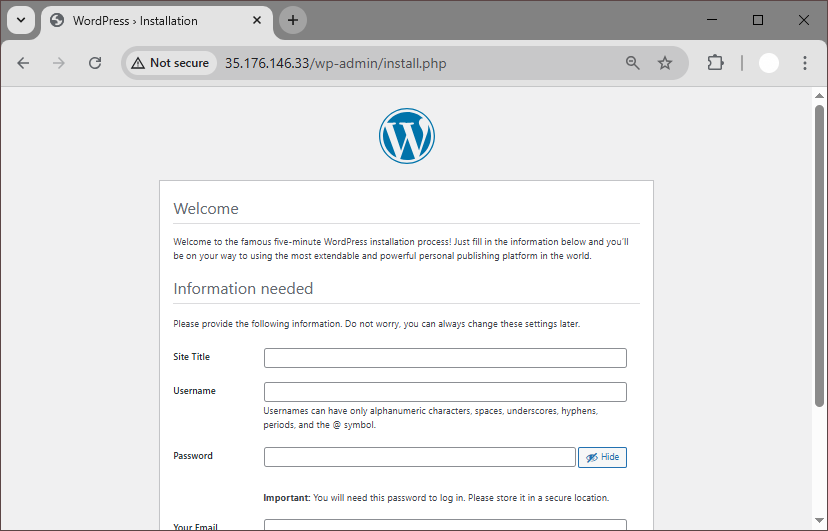 WordPress › Installation
Not secure
35.176.146.33/wp-admin/install.php
Welcome
Welcome to the famous five-minute WordPress installation process! Just fill in the information below and you'll
be on your way to using the most extendable and powerful personal publishing platform in the world.
Information needed
Please provide the following information. Do not worry, you can always change these settings later.
Site Title
Username
Usernames can have only alphanumeric characters, spaces, underscores, hyphens,
periods, and the @ symbol.
Password
Hide
Important: You will need this password to log in. Please store it in a secure location.
Your Email